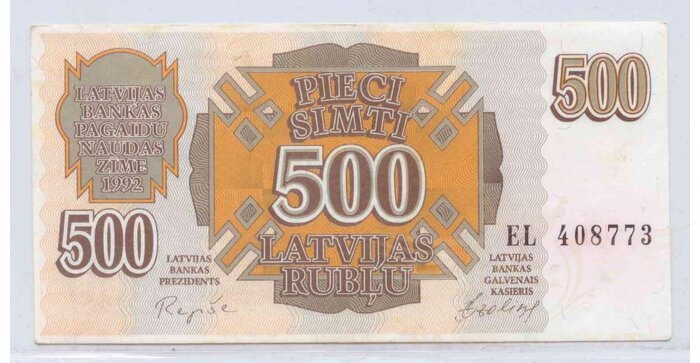 LATVIJAS
BANKAS
PAGAIDU
NAUDAS
ZĪME
1992
500
PIECI
SIMTI
500
LATVIJAS
RUBĻU
500
EL 408773
LATVIJAS
BANKAS
PREZIDENTS
Repše
LATVIJAS
BANKAS
GALVENAIS
KASIERIS